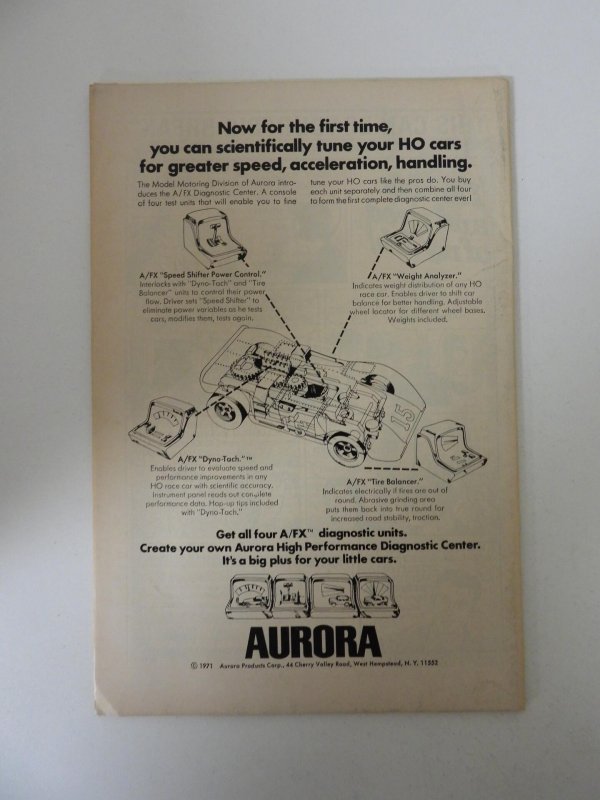 Now for the first time,
you can scientifically tune your HO cars
for greater speed, acceleration, handling.
The Model Motoring Division of Aurora intro-
duces the A/FX Diagnostic Center. A console
of four test units that will enable you to fine
tune your HO cars like the pros do. You buy
each unit separately and then combine all four
to form the first complete diagnostic center ever!
A/FX "Speed Shifter Power Control."
Interlocks with "Dyno-Tach" and "Tire
Balancer" units to control their power
flow. Driver sets "Speed Shifter" to
eliminate power variables as he tests
cars, modifies them, tests again.
A/FX "Weight Analyzer."
Indicates weight distribution of any HO
race car. Enables driver to shift car
balance for better handling. Adjustable
wheel locator for different wheel bases.
Weights included.
15
A/FX "Dyno-Tach."™
Enables driver to evaluate speed and
performance improvements in any
HO race car with scientific accuracy.
Instrument panel reads out complete
performance data. Hop-up tips included
with "Dyno-Tach."
A/FX "Tire Balancer."
Indicates electrically if tires are out of
round. Abrasive grinding area
puts them back into true round for
increased road stability, traction.
Get all four A/FX™ diagnostic units.
Create your own Aurora High Performance Diagnostic Center.
It's a big plus for your little cars.
AURORA
© 1971 Aurora Products Corp., 44 Cherry Valley Road, West Hempstead, N. Y. 11552